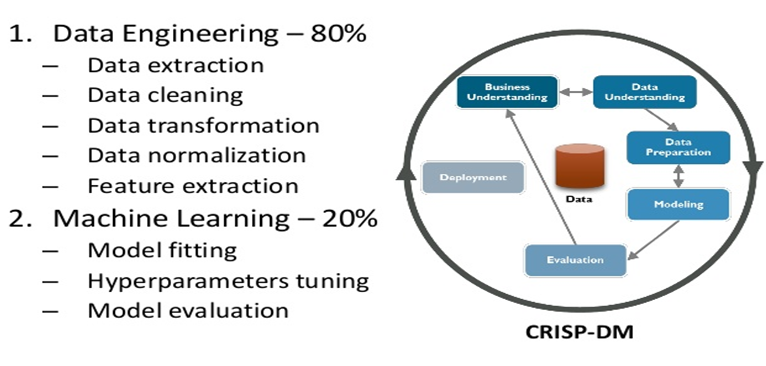 1. Data Engineering – 80%
– Data extraction
– Data cleaning
– Data transformation
– Data normalization
– Feature extraction
2. Machine Learning – 20%
– Model fitting
– Hyperparameters tuning
– Model evaluation
Business
Understanding
Data
Understanding
Data
Preparation
Modeling
Evaluation
Deployment
Data
CRISP-DM